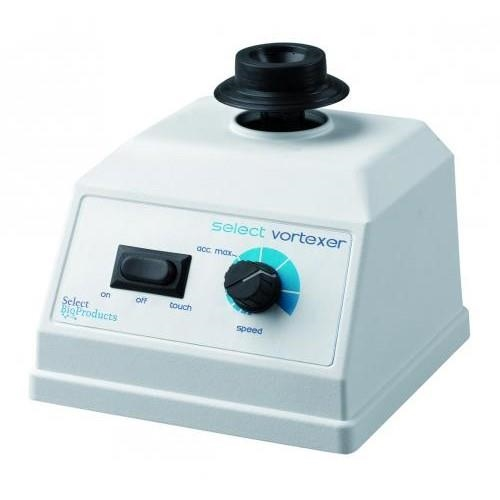 select vortexer
acc. max.
on off touch
speed
Select
BioProducts